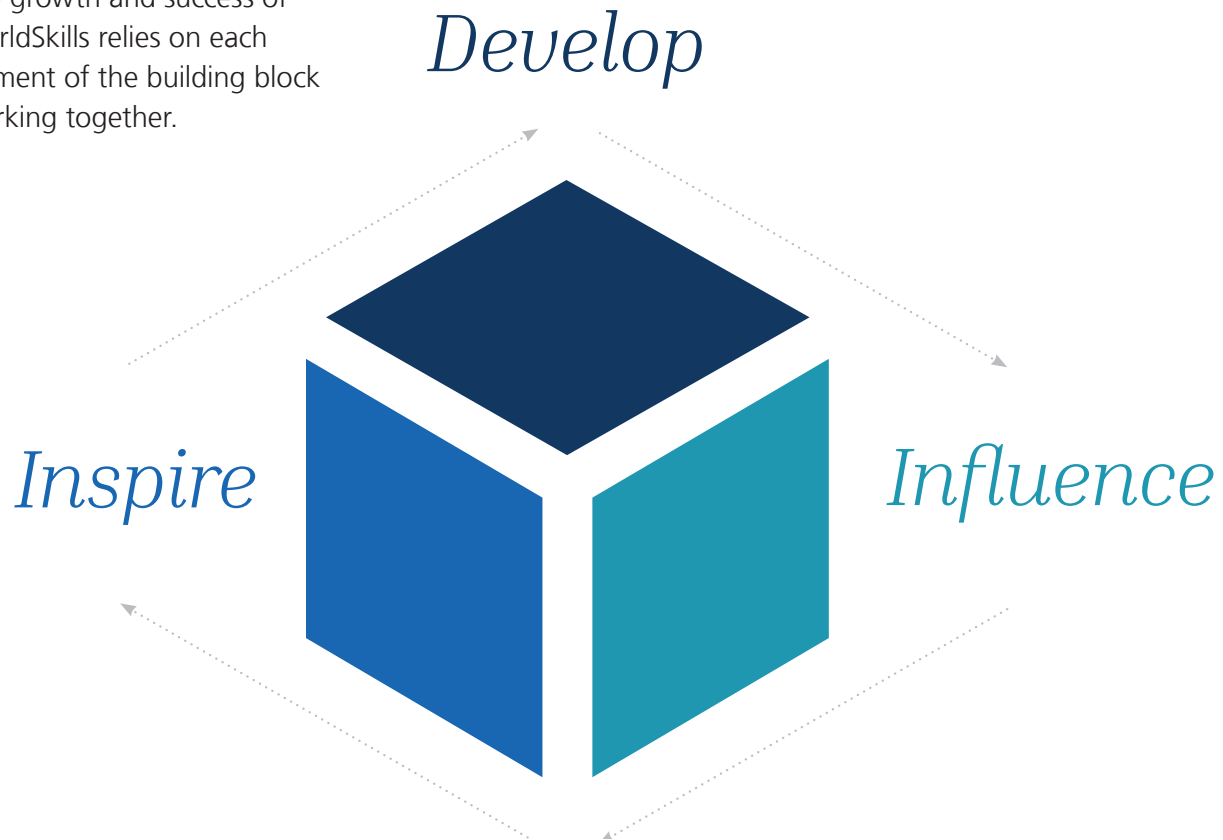 growth and success of
rldSkills relies on each
ment of the building block
rking together.
Develop
Inspire
Influence